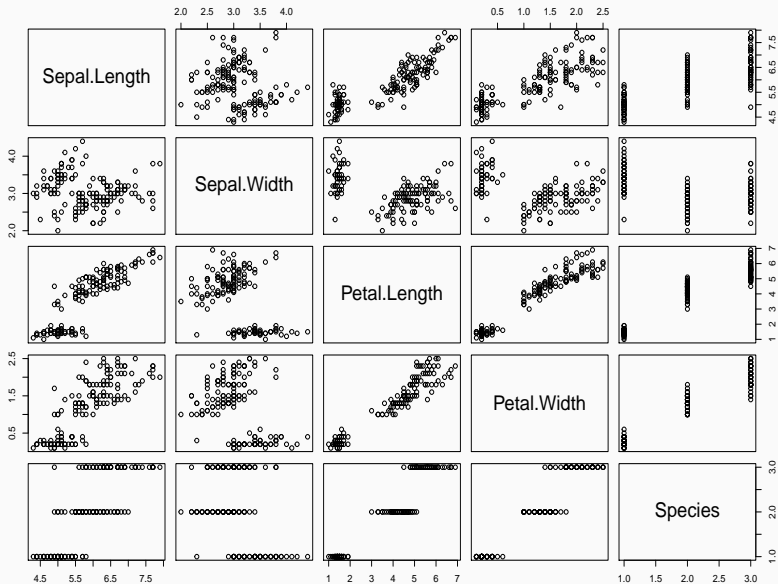 2.0 2.5 3.0 3.5 4.0
0.5 1.0 1.5 2.0 2.5
Sepal.Length
4.5 5.5 6.5 7.5
2.0 3.0 4.0
Sepal.Width
Petal.Length
1 2 3 4 5 6 7
0.5 1.5 2.5
Petal.Width
Species
1.0 2.0 3.0
4.5 5.5 6.5 7.5
1 2 3 4 5 6 7
1.0 1.5 2.0 2.5 3.0